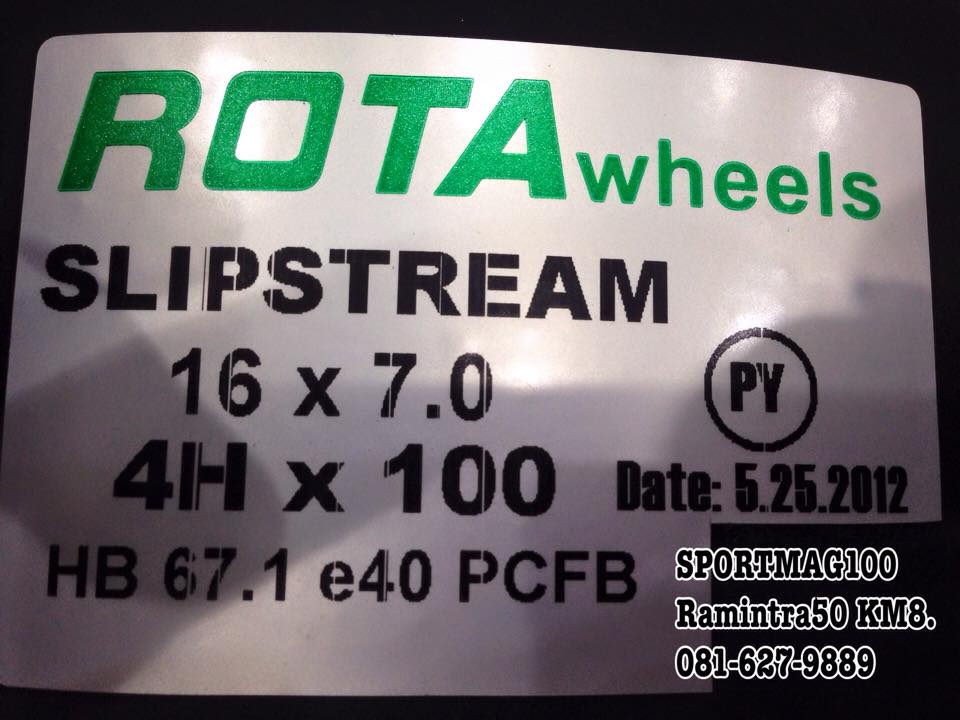 ROTA wheels
SLIPSTREAM
16 x 7.0
PY
4H x 100
Date: 5.25.2012
HB 67.1 e40 PCFB
SPORTMAG100
Ramintra50 KM8.
081-627-9889